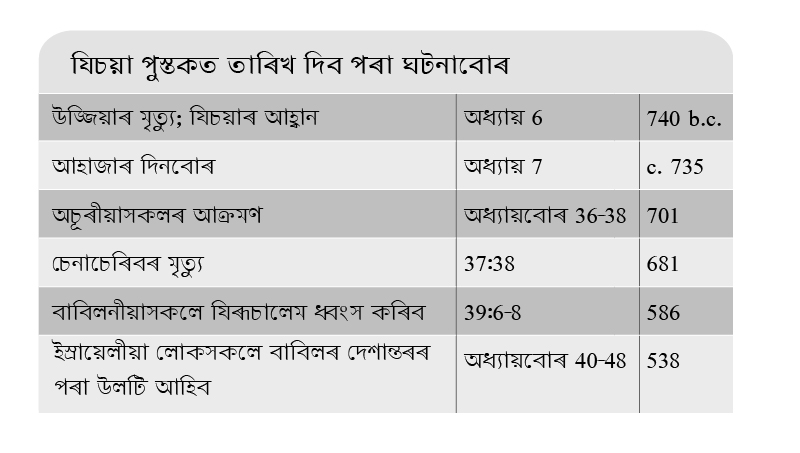 যিচয়া পুস্তকত তাৰিখ দিব পৰা ঘটনাবোৰ
উজ্জিয়াৰ মৃত্যু; যিচয়াৰ আহ্বান অধ্যায় 6 740 b.c.
আহাজাৰ দিনবোৰ অধ্যায় 7 c. 735
অচূৰীয়াসকলৰ আক্ৰমণ অধ্যায়বোৰ 36-38 701
চেনাচেৰিবৰ মৃত্যু 37:38 681
বাবিলনীয়াসকলে যিৰূচালেম ধ্বংস কৰিব 39:6-8 586
ইস্ৰায়েলীয়া লোকসকলে বাবিলৰ দেশান্তৰৰ
পৰা উলটি আহিব অধ্যায়বোৰ 40-48 538